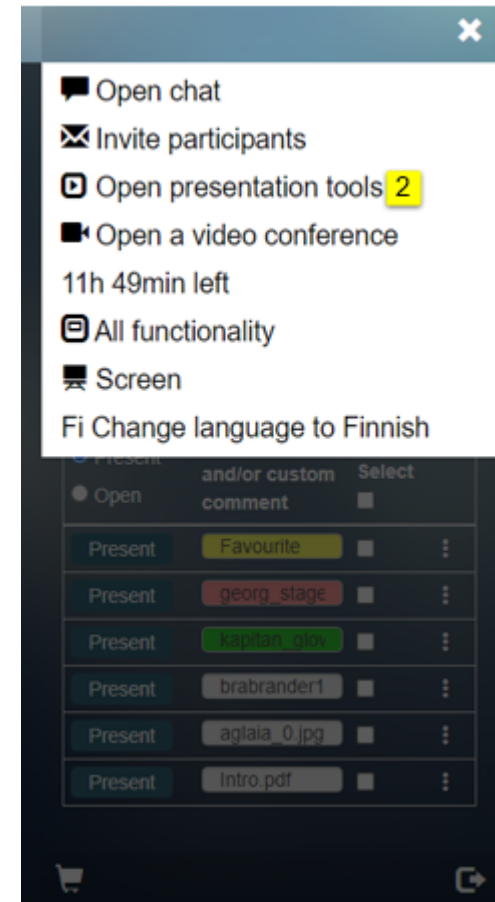 Open chat
Invite participants
Open presentation tools 2
Open a video conference
11h 49min left
All functionality
Screen
Fi Change language to Finnish
Present
and/or custom Select
Open comment
Present Favourite
Present georg_stage
Present kapitan_glov
Present brabrander1
Present aglaia_0.jpg
Present Intro.pdf